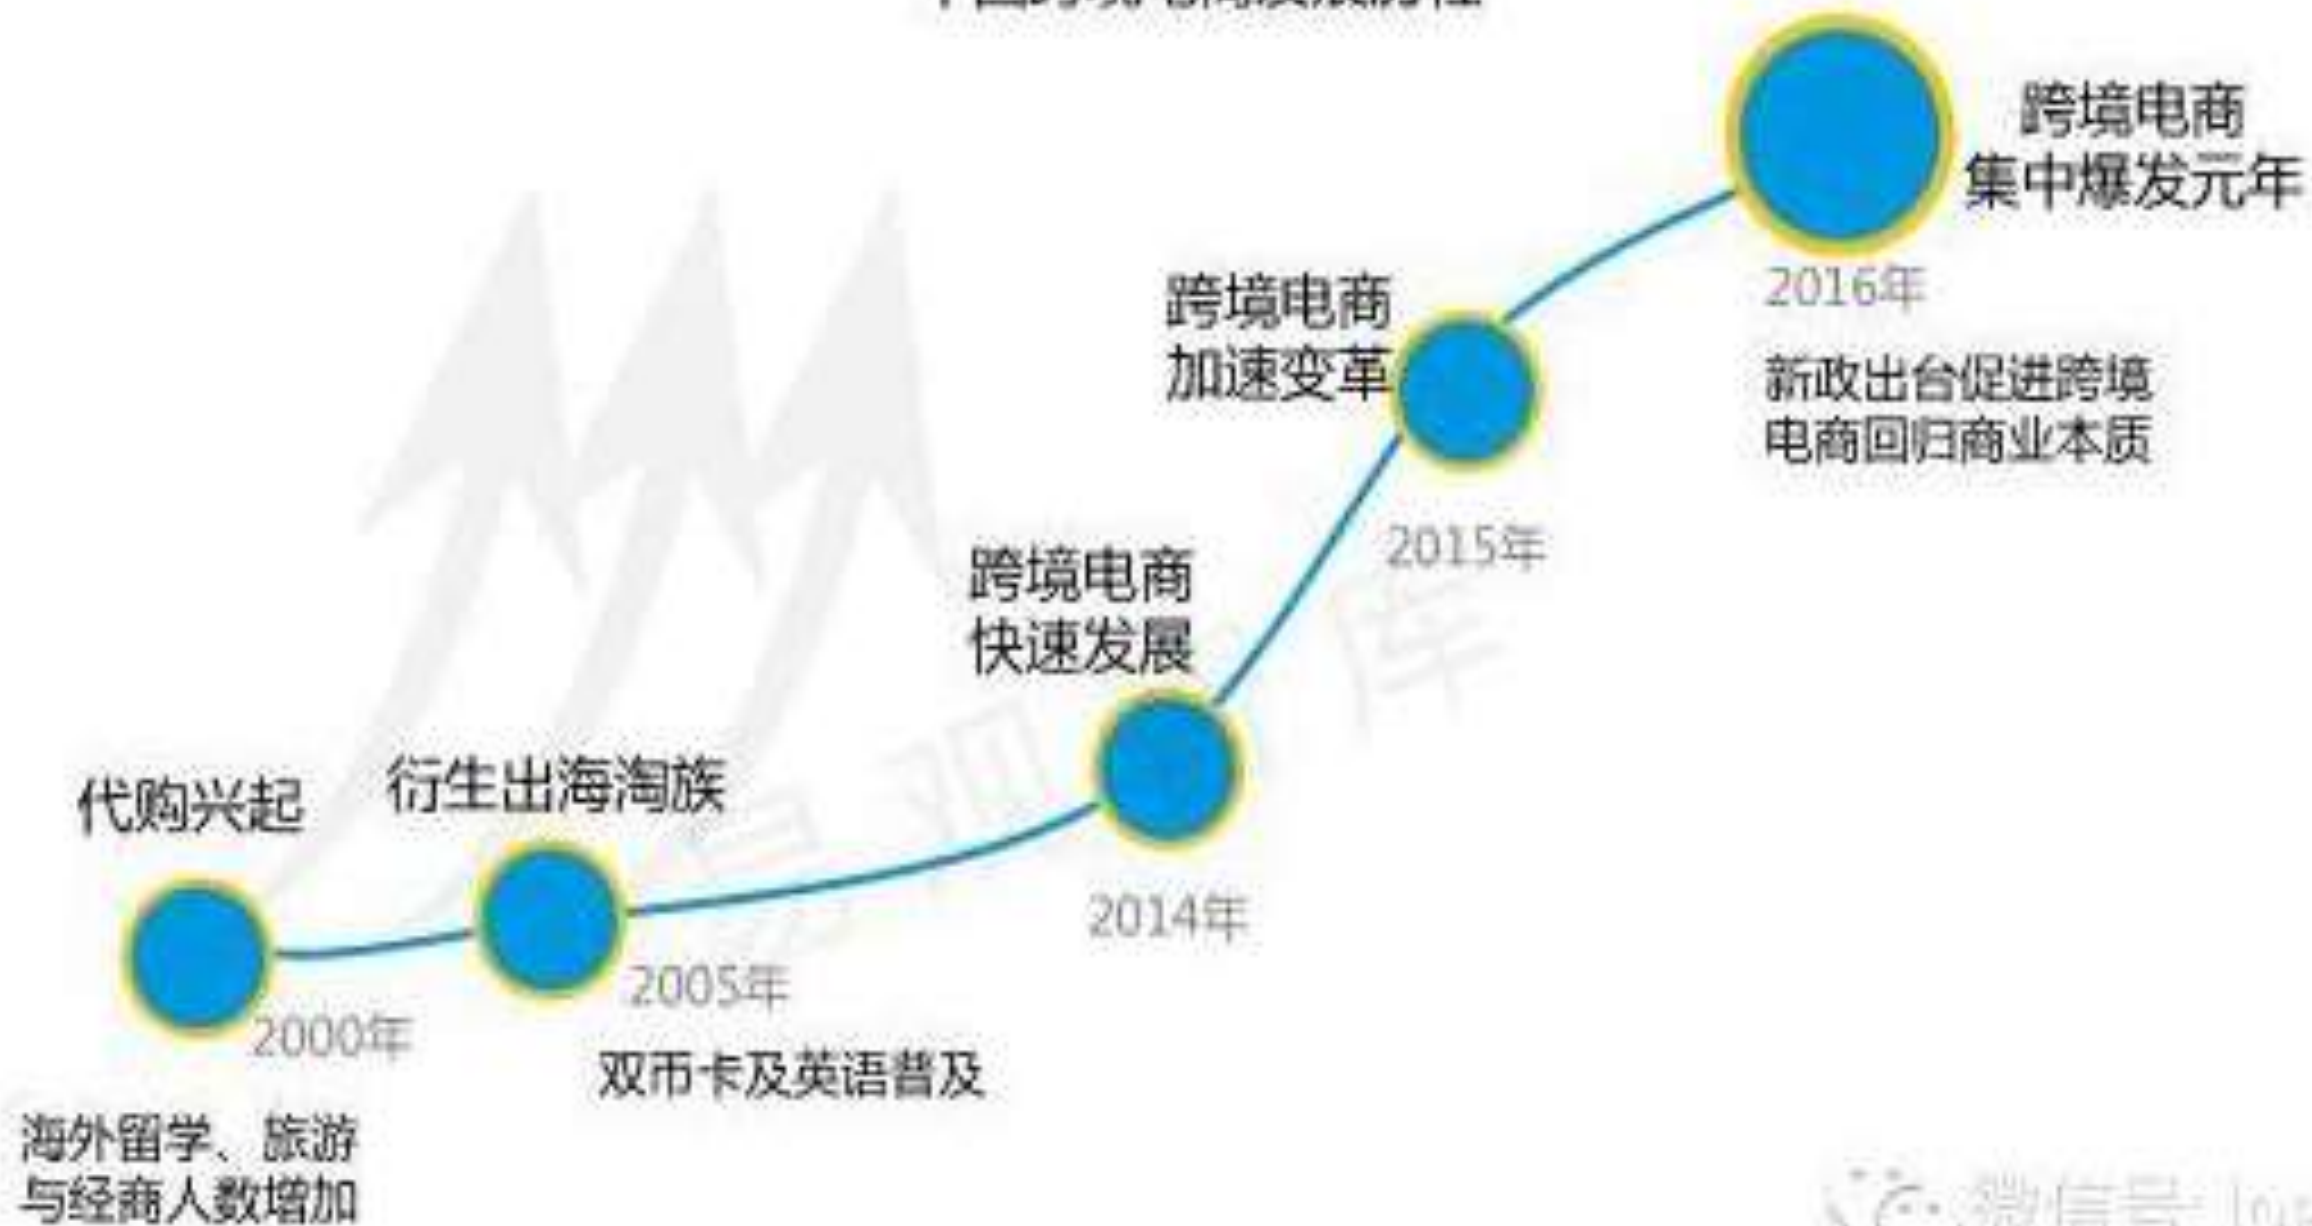 跨境电商
集中爆发元年
2016年
新政出台促进跨境
电商回归商业本质
跨境电商
加速变革
2015年
跨境电商
快速发展
2014年
衍生出海淘族
2005年
双币卡及英语普及
代购兴起
2000年
海外留学、旅游
与经商人数增加
微信号